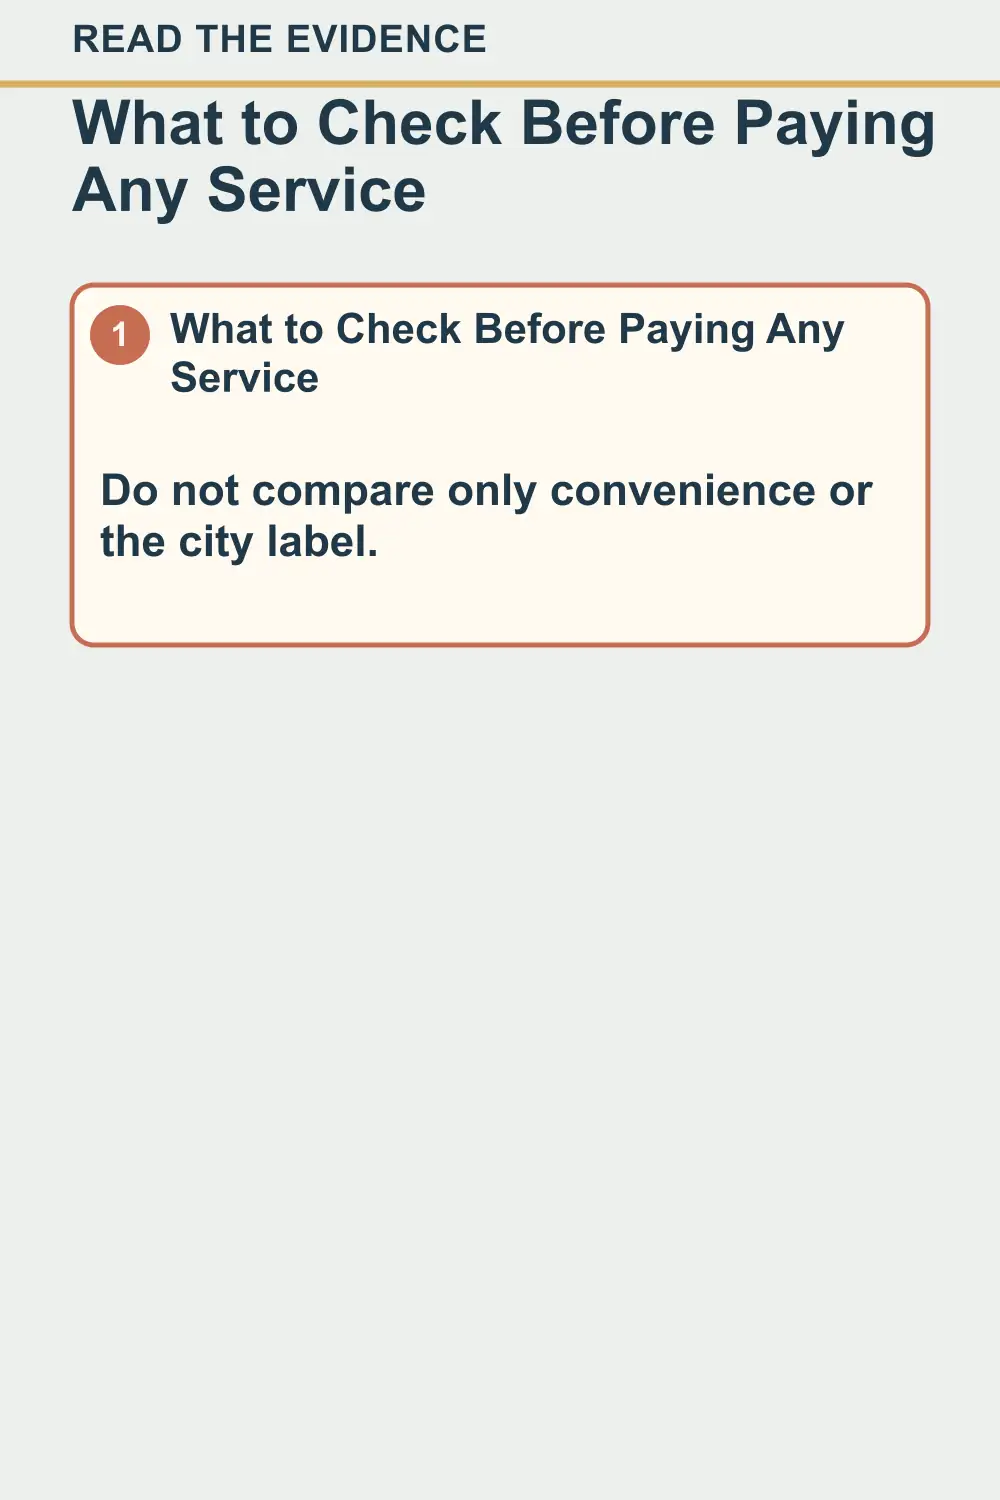 READ THE EVIDENCE
What to Check Before Paying
Any Service
1
What to Check Before Paying Any
Service
Do not compare only convenience or
the city label.